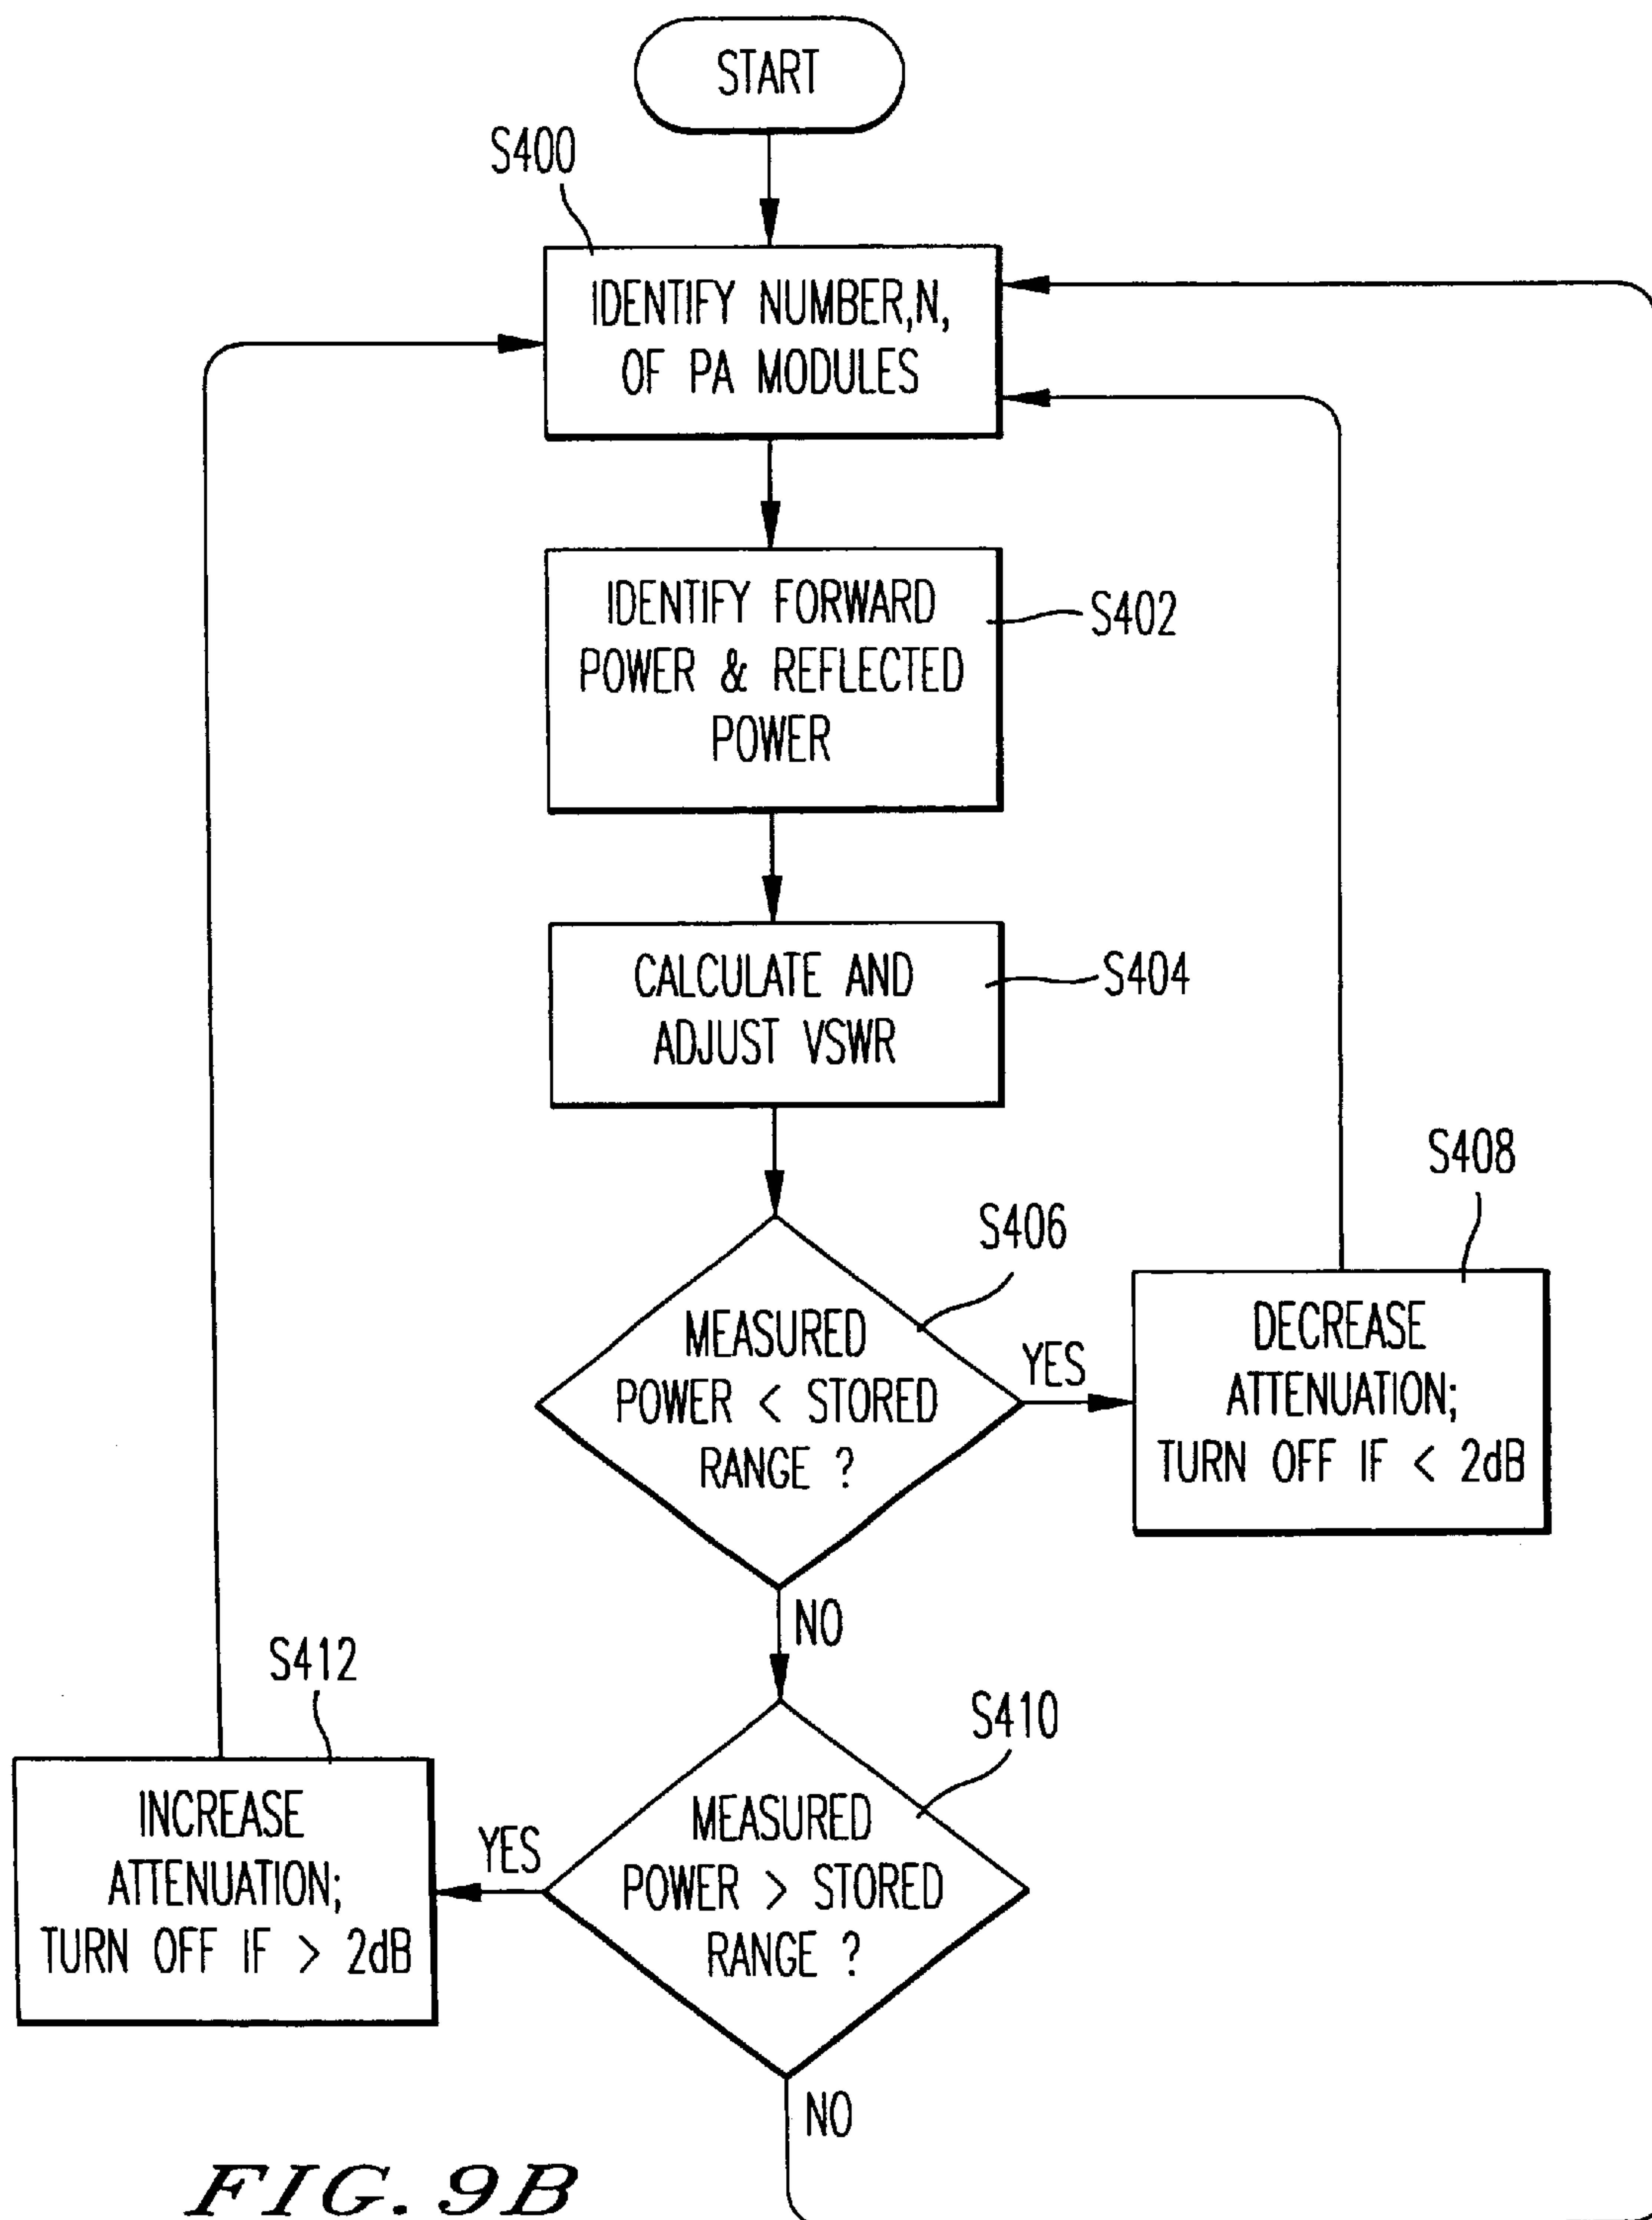 START
S400
IDENTIFY NUMBER,N,
OF PA MODULES
IDENTIFY FORWARD
POWER & REFLECTED
POWER
S402
CALCULATE AND
ADJUST VSWR
S404
S406
MEASURED
POWER < STORED
RANGE ?
YES
S408
DECREASE
ATTENUATION;
TURN OFF IF < 2dB
NO
S410
MEASURED
POWER > STORED
RANGE ?
YES
S412
INCREASE
ATTENUATION;
TURN OFF IF > 2dB
NO
FIG. 9B